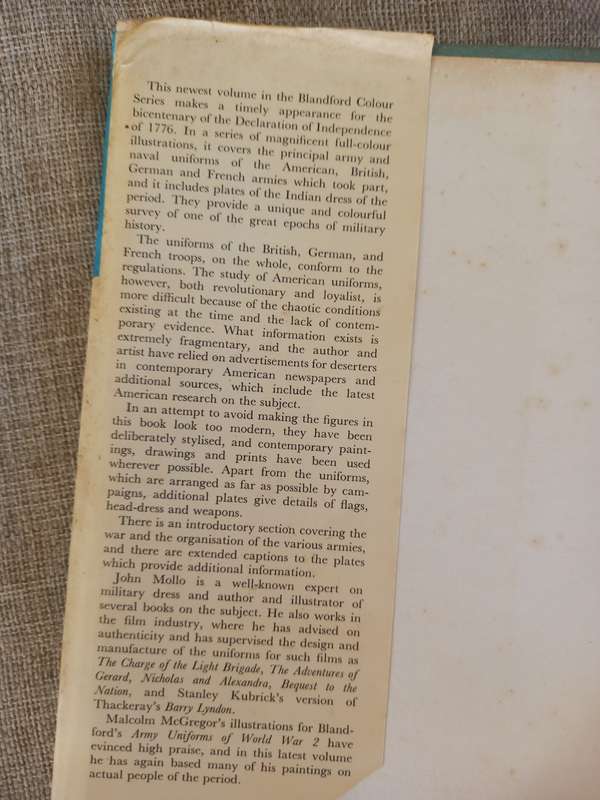 This newest volume in the Blandford Colour
Series makes a timely appearance for the
bicentenary of the Declaration of Independence
of 1776. In a series of magnificent full-colour
illustrations, it covers the principal army and
naval uniforms of the American, British,
German and French armies which took part,
and it includes plates of the Indian dress of the
period. They provide a unique and colourful
survey of one of the great epochs of military
history.
The uniforms of the British, German, and
French troops, on the whole, conform to the
regulations. The study of American uniforms,
however, both revolutionary and loyalist, is
more difficult because of the chaotic conditions
existing at the time and the lack of contem-
porary evidence. What information exists is
extremely fragmentary, and the author and
artist have relied on advertisements for deserters
in contemporary American newspapers and
additional sources, which include the latest
American research on the subject.
In an attempt to avoid making the figures in
this book look too modern, they have been
deliberately stylised, and contemporary paint-
ings, drawings and prints have been used
wherever possible. Apart from the uniforms,
which are arranged as far as possible by cam-
paigns, additional plates give details of flags,
head-dress and weapons.
There is an introductory section covering the
war and the organisation of the various armies,
and there are extended captions to the plates
which provide additional information.
John Mollo is a well-known expert on
military dress and author and illustrator of
several books on the subject. He also works in
the film industry, where he has advised on
authenticity and has supervised the design and
manufacture of the uniforms for such films as
The Charge of the Light Brigade, The Adventures of
Gerard, Nicholas and Alexandra, Bequest to the
Nation, and Stanley Kubrick's version of
Thackeray's Barry Lyndon.
Malcolm McGregor's illustrations for Bland-
ford's Army Uniforms of World War 2 have
evinced high praise, and in this latest volume
he has again based many of his paintings on
actual people of the period.